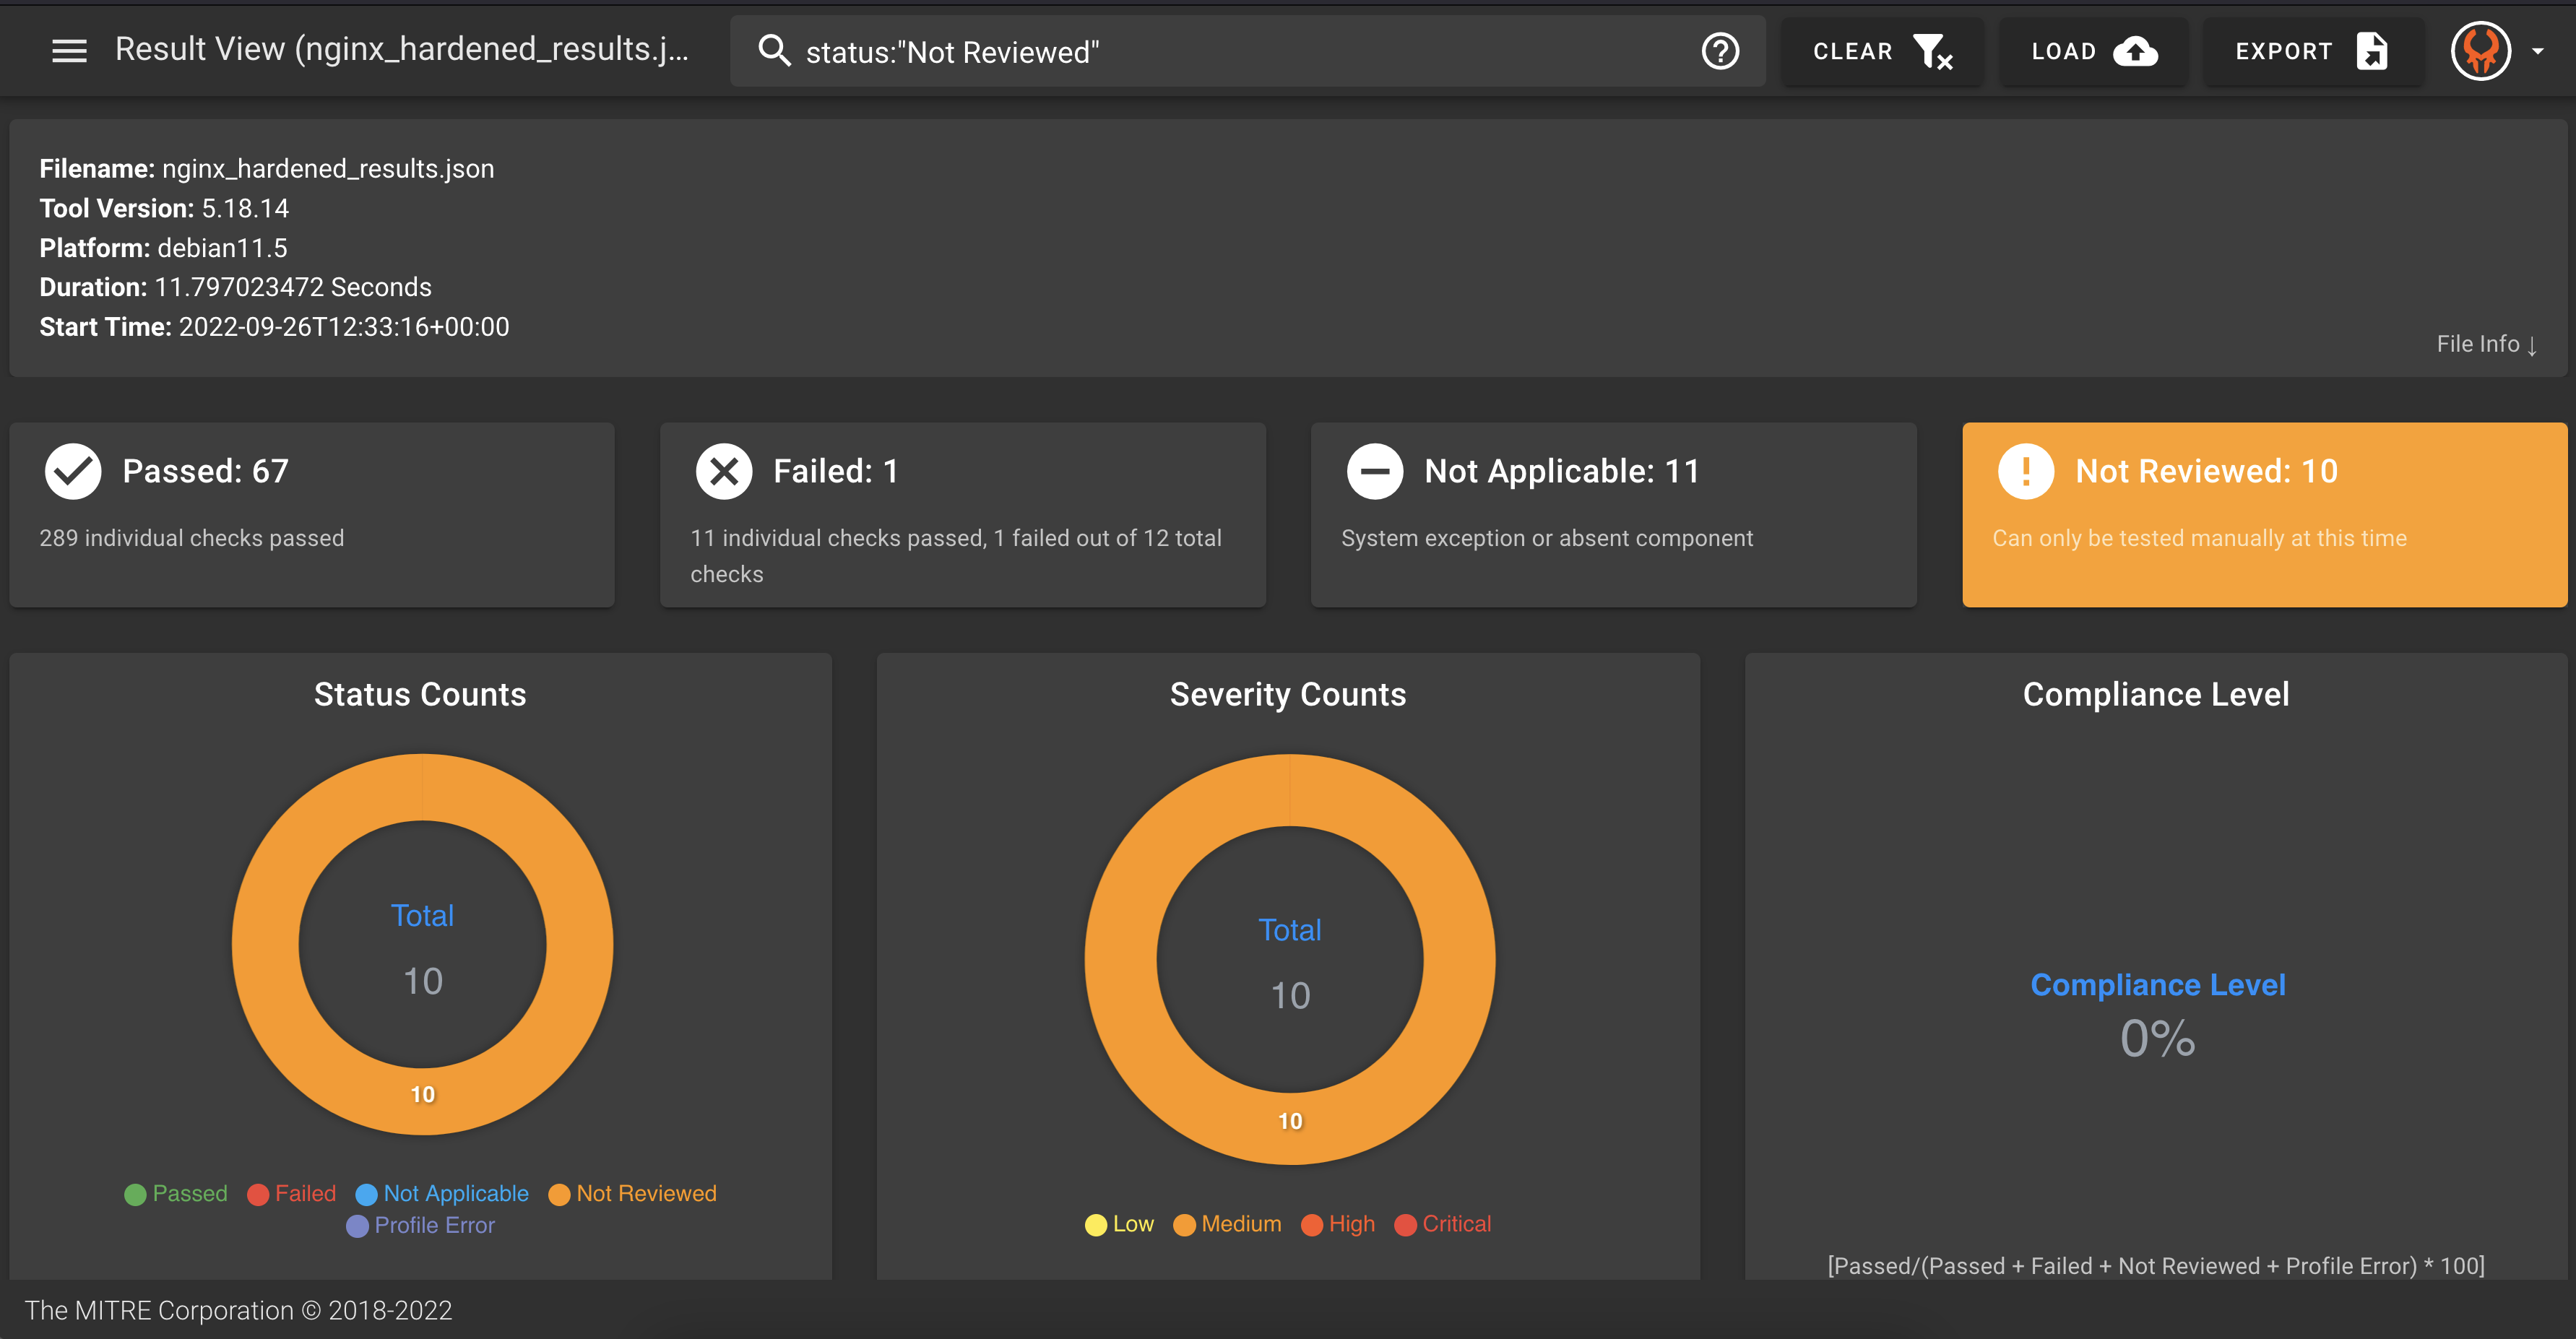 Result View (nginx_hardened_results.j...
status:"Not Reviewed"
CLEAR
LOAD
EXPORT
Filename: nginx_hardened_results.json
Tool Version: 5.18.14
Platform: debian11.5
Duration: 11.797023472 Seconds
Start Time: 2022-09-26T12:33:16+00:00
File Info ↓
Passed: 67
289 individual checks passed
Failed: 1
11 individual checks passed, 1 failed out of 12 total
checks
Not Applicable: 11
System exception or absent component
Not Reviewed: 10
Can only be tested manually at this time
Status Counts
Total
10
10
Passed Failed Not Applicable Not Reviewed
Profile Error
Severity Counts
Total
10
10
Low Medium High Critical
Compliance Level
Compliance Level
0%
[Passed/(Passed + Failed + Not Reviewed + Profile Error) * 100]
The MITRE Corporation © 2018-2022